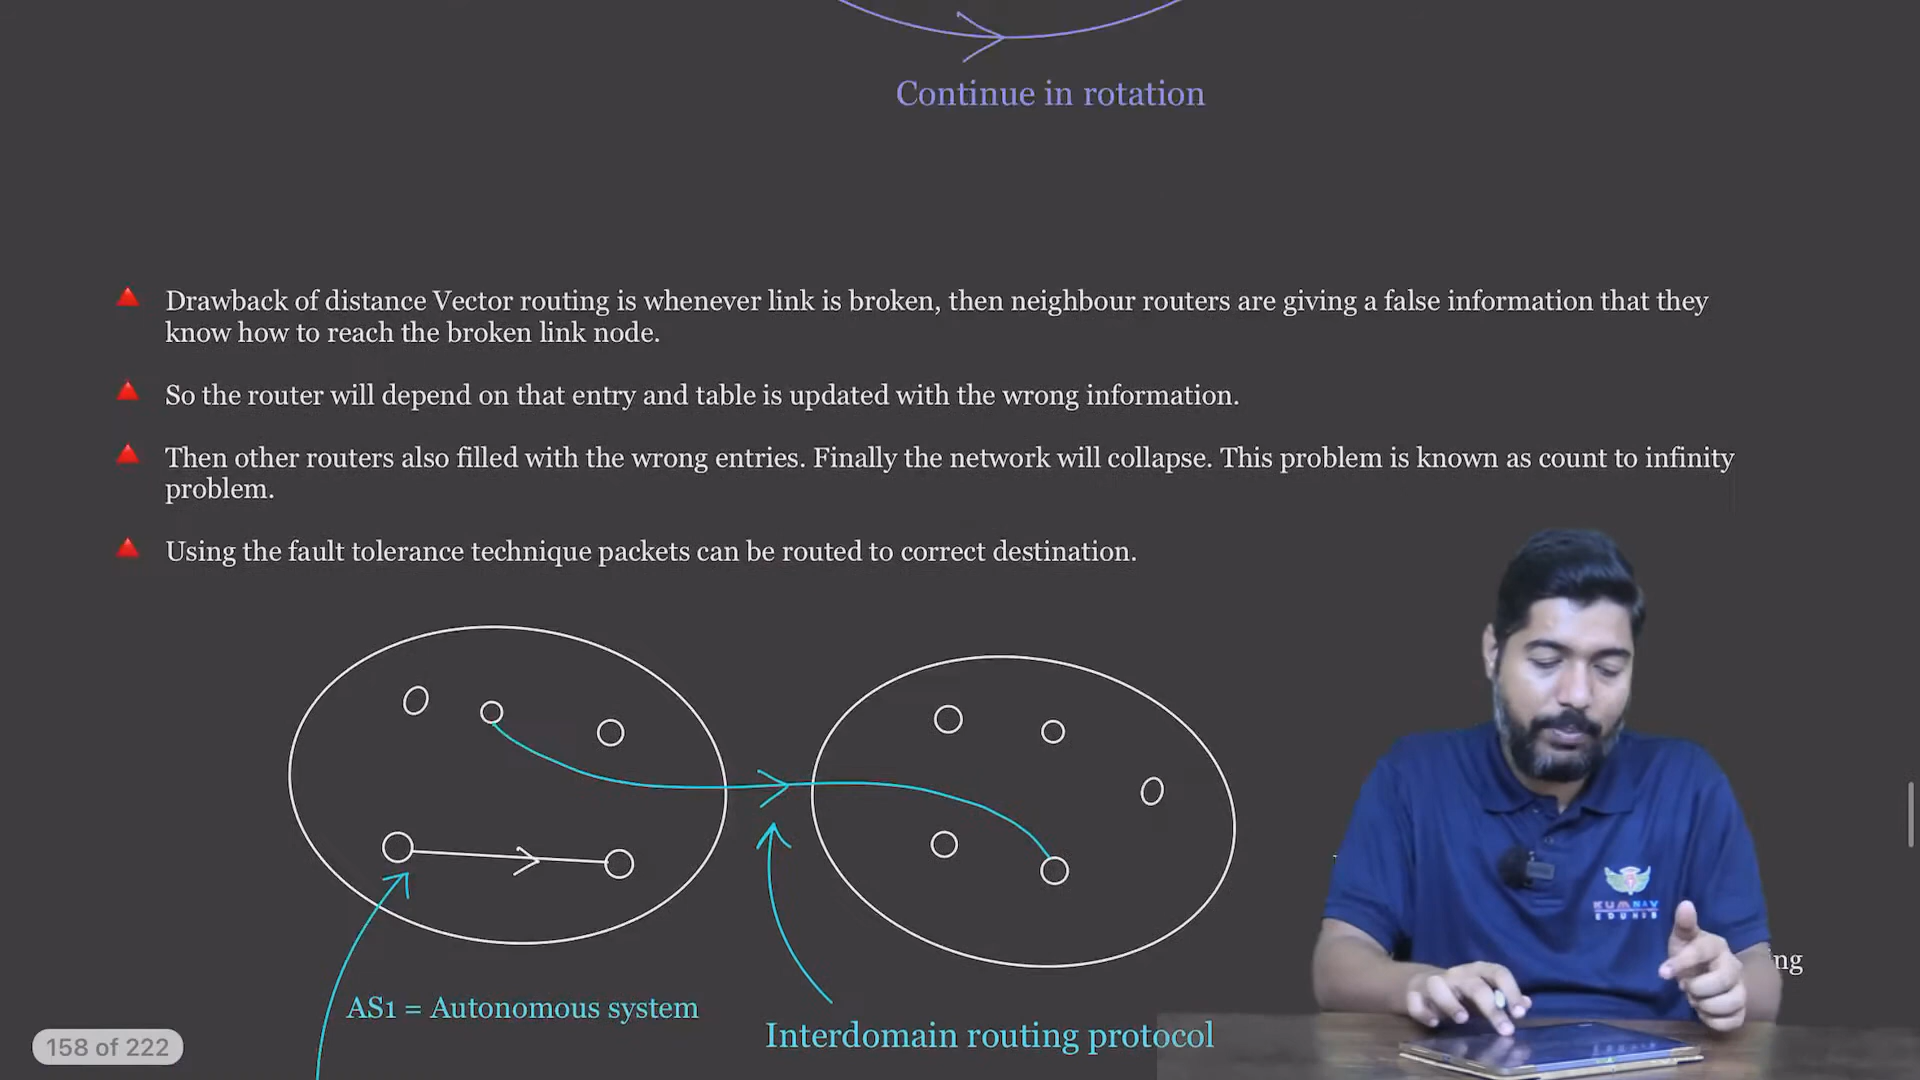 Continue in rotation
Drawback of distance Vector routing is whenever link is broken, then neighbour routers are giving a false information that they
know how to reach the broken link node.
So the router will depend on that entry and table is updated with the wrong information.
Then other routers also filled with the wrong entries. Finally the network will collapse. This problem is known as count to infinity
problem.
Using the fault tolerance technique packets can be routed to correct destination.
KUMNAV
EDUHUB
ng
AS1 = Autonomous system
Interdomain routing protocol
158 of 222